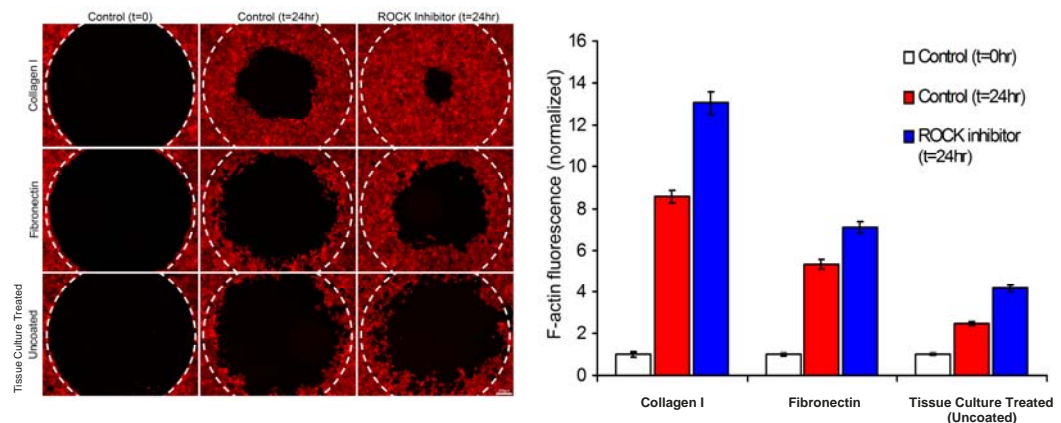 Control (t=0)
Control (t=24hr)
ROCK Inhibitor (t=24hr)
Collagen I
Fibronectin
Tissue Culture Treated
Uncoated
16
14
12
10
8
6
4
2
0
F-actin fluorescence (normalized)
Control (t=0hr)
Control (t=24hr)
ROCK inhibitor
(t=24hr)
Collagen I
Fibronectin
Tissue Culture Treated
(Uncoated)